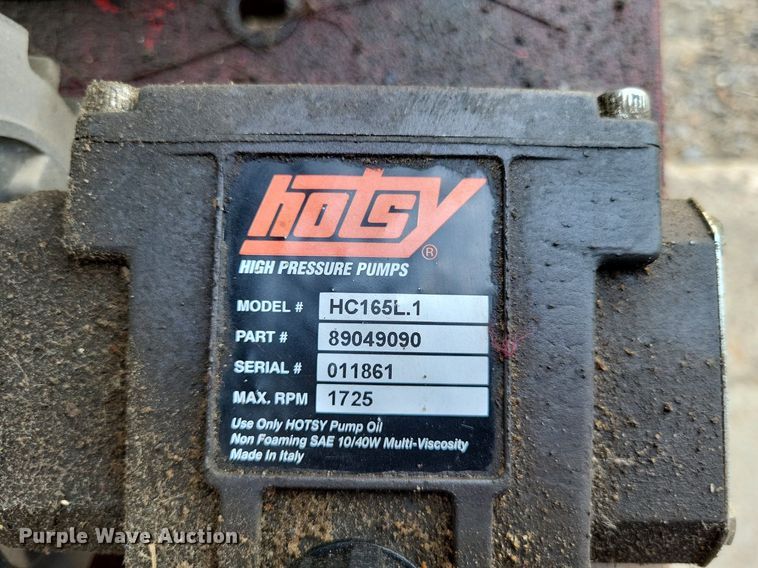 hotsy®
HIGH PRESSURE PUMPS
MODEL # HC165L.1
PART # 89049090
SERIAL # 011861
MAX. RPM 1725
Use Only HOTSY Pump Oil
Non Foaming SAE 10/40W Multi-Viscosity
Made In Italy
Purple Wave Auction